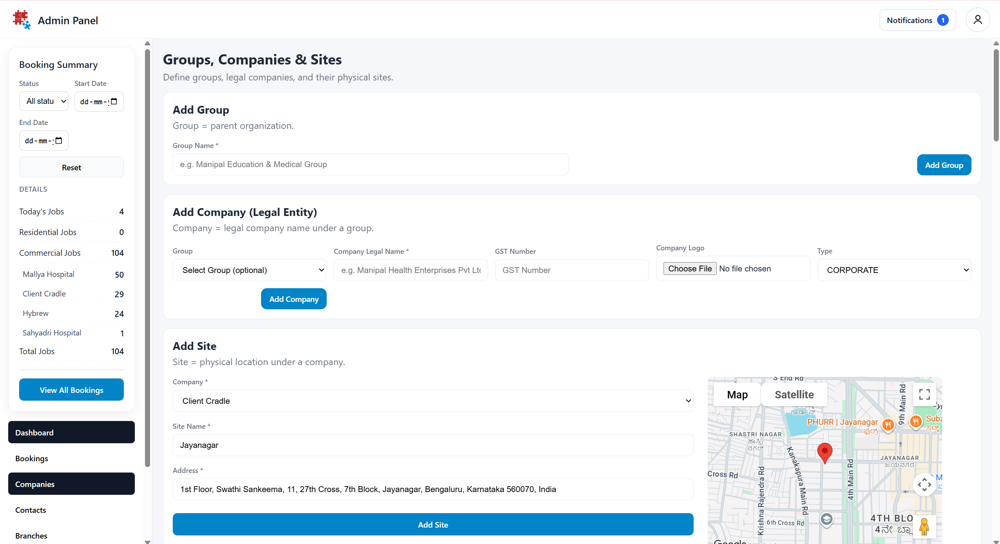 Admin Panel
Notifications 1
Booking Summary
Status
Start Date
All statu
dd-mm-y
End Date
dd-mm-y
Reset
DETAILS
Today's Jobs 4
Residential Jobs 0
Commercial Jobs 104
Mallya Hospital 50
Client Cradle 29
Hybrew 24
Sahyadri Hospital 1
Total Jobs 104
View All Bookings
Dashboard
Bookings
Companies
Contacts
Branches
Groups, Companies & Sites
Define groups, legal companies, and their physical sites.
Add Group
Group = parent organization.
Group Name *
e.g. Manipal Education & Medical Group
Add Group
Add Company (Legal Entity)
Company = legal company name under a group.
Group
Company Legal Name *
GST Number
Company Logo
Type
Select Group (optional)
e.g. Manipal Health Enterprises Pvt Ltd
GST Number
Choose File No file chosen
CORPORATE
Add Company
Add Site
Site = physical location under a company.
Company *
Client Cradle
Site Name *
Jayanagar
Address *
1st Floor, Swathi Sankeema, 11, 27th Cross, 7th Block, Jayanagar, Bengaluru, Karnataka 560070, India
Add Site
S End Rd
Map
Satellite
9th Main Rd
ಗಾರ್ಡನ್
PHURR | Jayanagar
ಫುರ್ರ್
Subz
ಸಬ್ಜ್
SHASTRI NAGAR
ಶಾಸ್ತ್ರಿ
ನಗರ್
Kanakapura Main Rd
JAYANAGAR
ಜಯನಗರ
Cross Rd
Krishna Rajendra Rd
4th Main Rd
6th Cross Rd
4TH BLO
4ನೇ ಬ್ಲಾ
Google